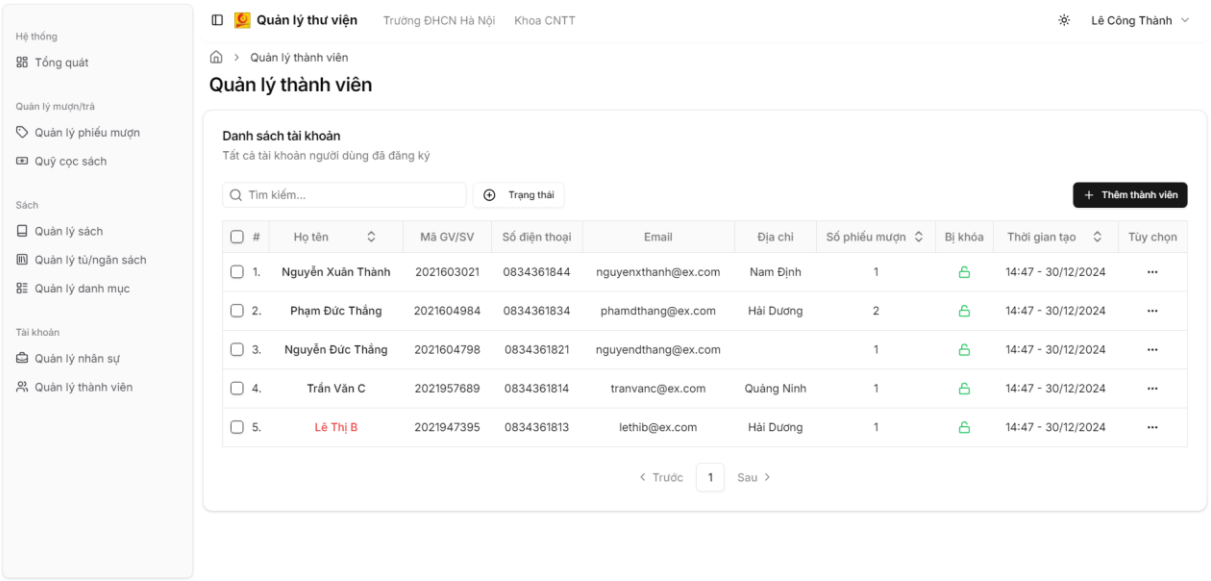 Hệ thống
Tổng quát
Quản lý mượn/trả
Quản lý phiếu mượn
Quỹ cọc sách
Sách
Quản lý sách
Quản lý tủ/ngăn sách
Quản lý danh mục
Tài khoản
Quản lý nhân sự
Quản lý thành viên
Quản lý thư viện Trường ĐHCN Hà Nội Khoa CNTT Lê Công Thành
Quản lý thành viên
Quản lý thành viên
Danh sách tài khoản
Tất cả tài khoản người dùng đã đăng ký
Tìm kiếm... Trạng thái + Thêm thành viên
# Họ tên Mã GV/SV Số điện thoại Email Địa chỉ Số phiếu mượn Bị khóa Thời gian tạo Tùy chọn
1. Nguyễn Xuân Thành 2021603021 0834361844 nguyenxthanh@ex.com Nam Định 1 14:47 - 30/12/2024 ...
2. Phạm Đức Thắng 2021604984 0834361834 phamdthang@ex.com Hải Dương 2 14:47 - 30/12/2024 ...
3. Nguyễn Đức Thắng 2021604798 0834361821 nguyendthang@ex.com 1 14:47 - 30/12/2024 ...
4. Trần Văn C 2021957689 0834361814 tranvanc@ex.com Quảng Ninh 1 14:47 - 30/12/2024 ...
5. Lê Thị B 2021947395 0834361813 lethib@ex.com Hải Dương 1 14:47 - 30/12/2024 ...
< Trước 1 Sau >